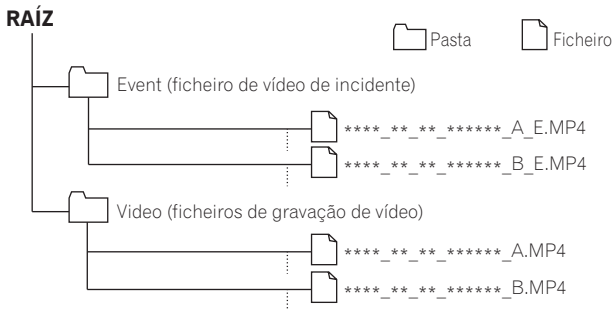 RAÍZ
Pasta Ficheiro
Event (ficheiro de vídeo de incidente)
****_**_**_******_A_E.MP4
****_**_**_******_B_E.MP4
Video (ficheiros de gravação de vídeo)
****_**_**_******_A.MP4
****_**_**_******_B.MP4